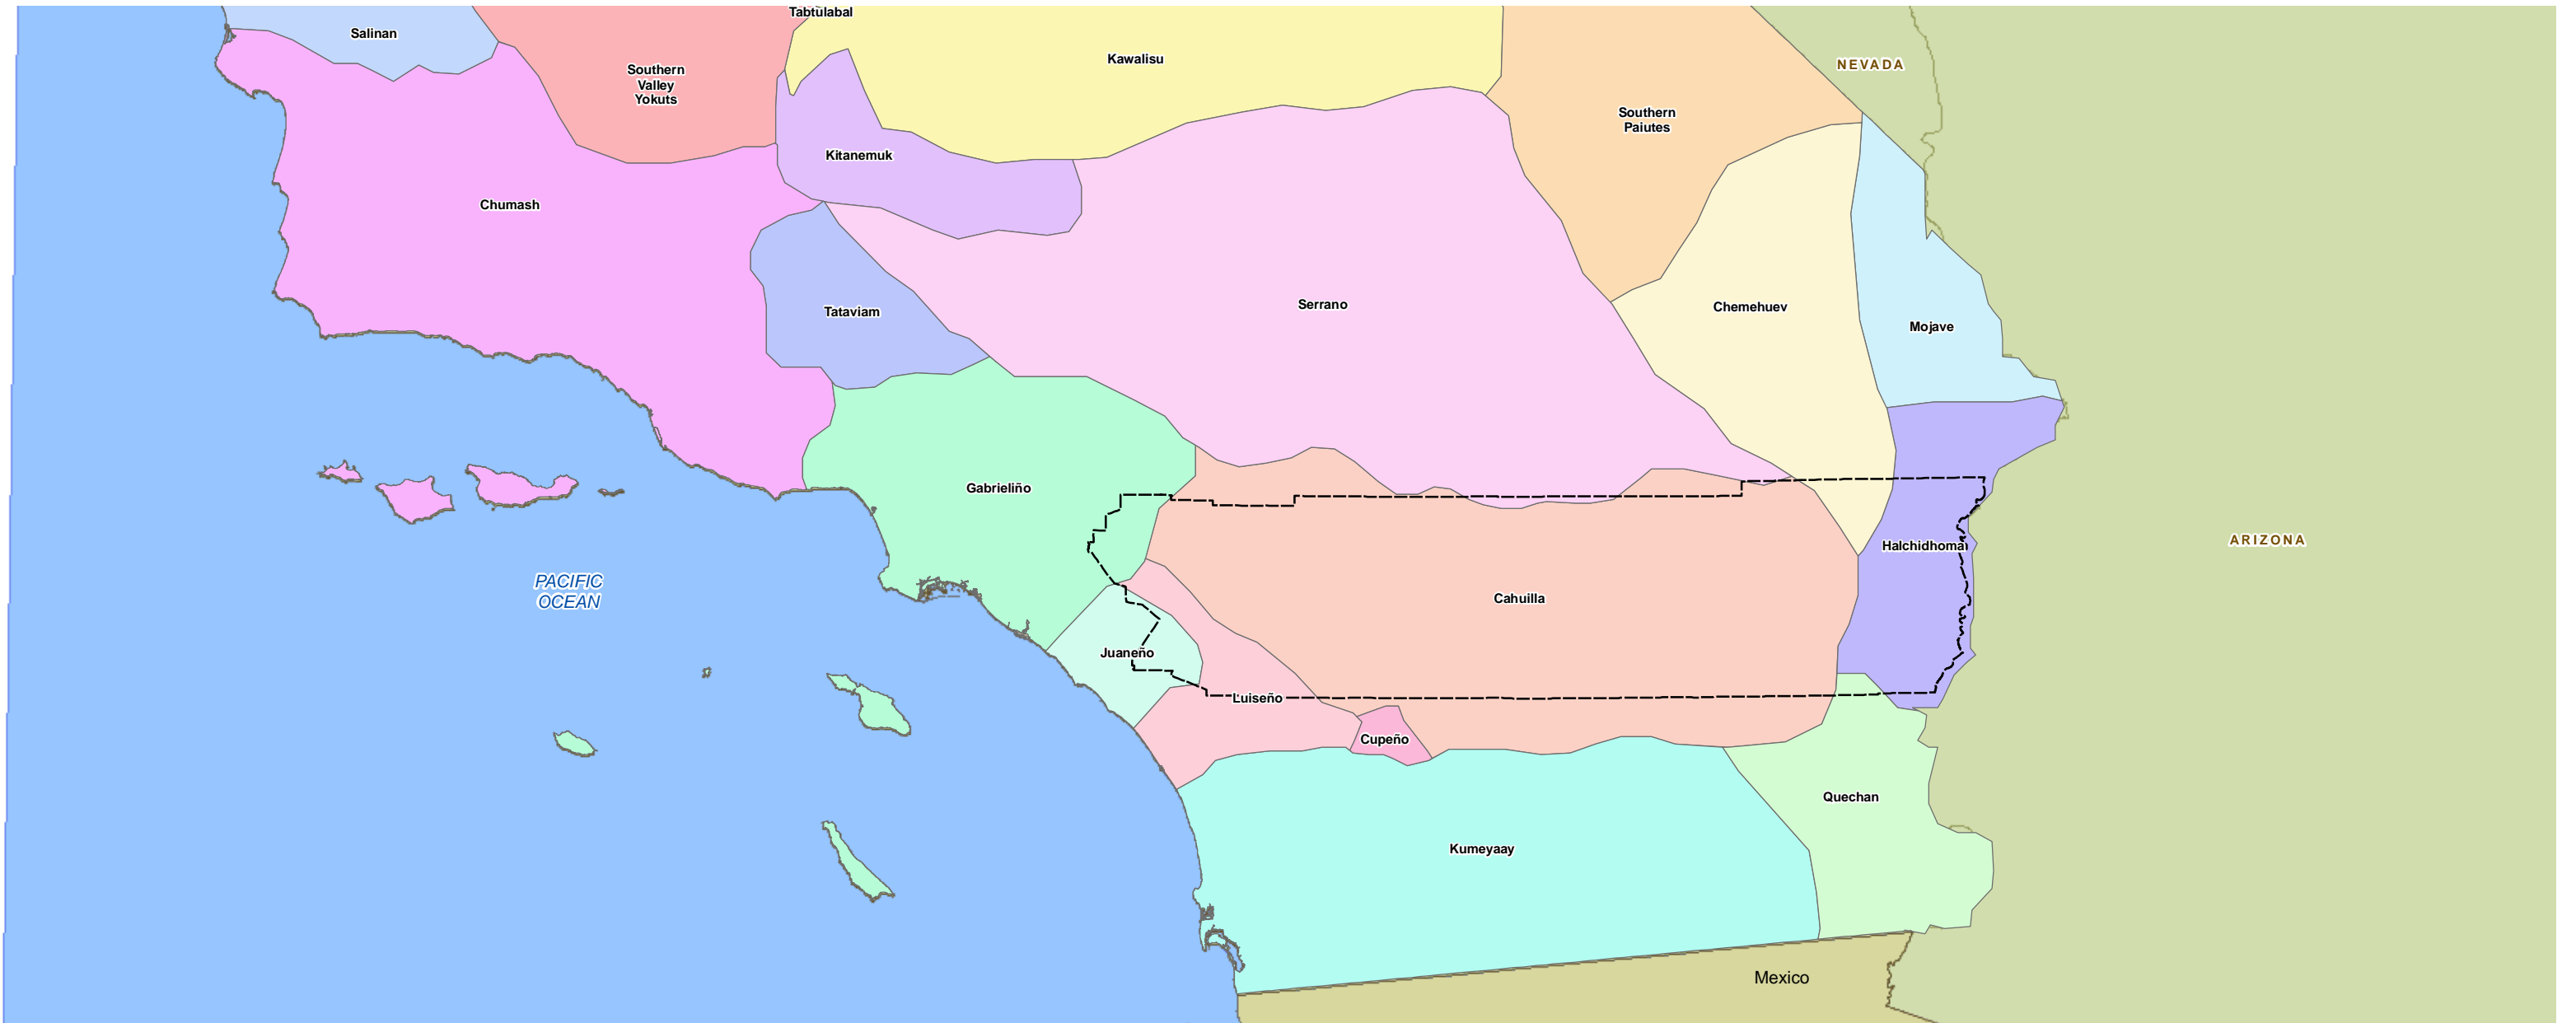 Tabtulabal
Salinan
Kawalisu
NEVADA
Southern
Valley
Yokuts
Southern
Paiutes
Kitanemuk
Chumash
Serrano
Chemehuev
Tataviam
Mojave
Gabrieliño
ARIZONA
Halchidhoma
PACIFIC
OCEAN
Cahuilla
Juaneño
Luiseño
Cupeño
Quechan
Kumeyaay
Mexico